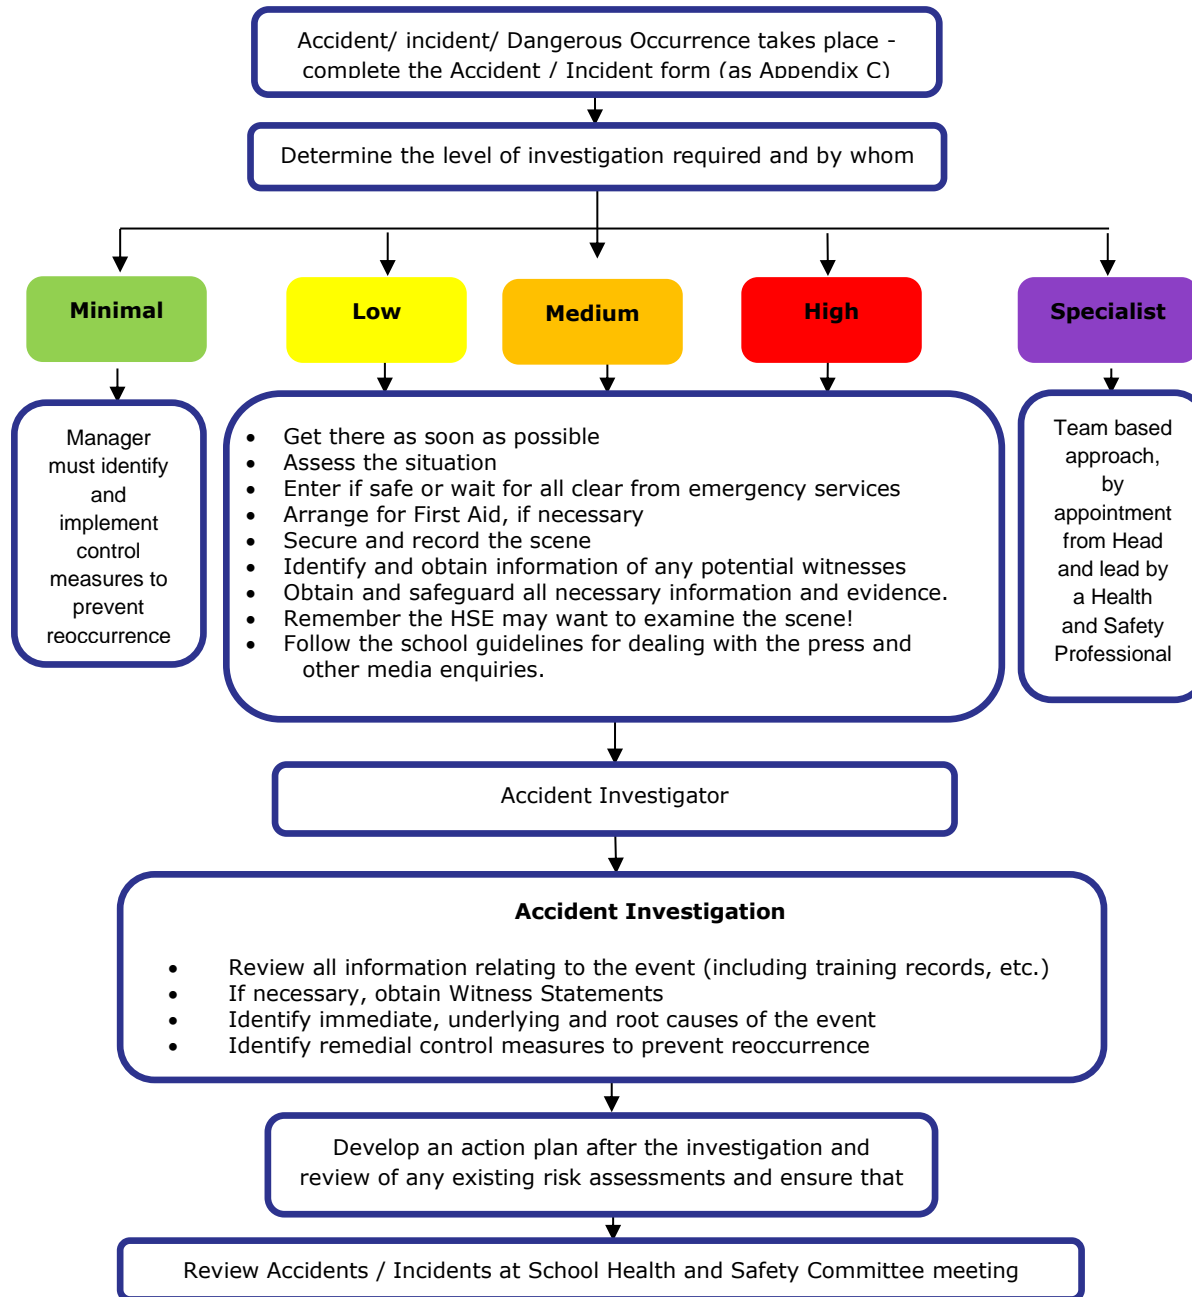 Accident/ incident/ Dangerous Occurrence takes place -
complete the Accident / Incident form (as Appendix C)
Determine the level of investigation required and by whom
Minimal
Low
Medium
High
Specialist
Manager
must identify
and
implement
control
measures to
prevent
reoccurrence
• Get there as soon as possible
• Assess the situation
• Enter if safe or wait for all clear from emergency services
• Arrange for First Aid, if necessary
• Secure and record the scene
• Identify and obtain information of any potential witnesses
• Obtain and safeguard all necessary information and evidence.
• Remember the HSE may want to examine the scene!
• Follow the school guidelines for dealing with the press and
other media enquiries.
Team based
approach,
by
appointment
from Head
and lead by
a Health
and Safety
Professional
Accident Investigator
Accident Investigation
• Review all information relating to the event (including training records, etc.)
• If necessary, obtain Witness Statements
• Identify immediate, underlying and root causes of the event
• Identify remedial control measures to prevent reoccurrence
Develop an action plan after the investigation and
review of any existing risk assessments and ensure that
Review Accidents / Incidents at School Health and Safety Committee meeting